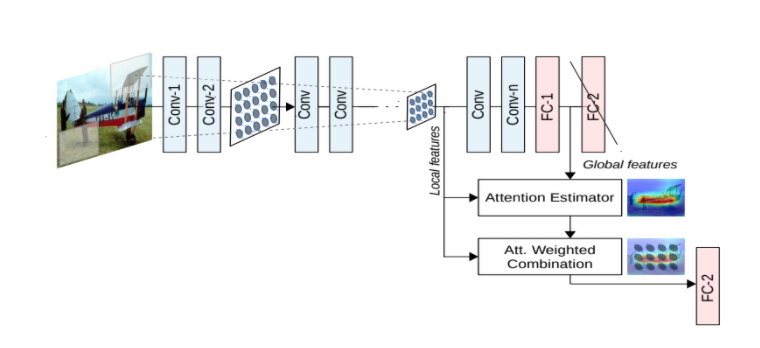 Conv-1
Conv-2
Conv
Conv
Conv
Conv-n
FC-1
FC-2
Local features
Global features
Attention Estimator
Att. Weighted
Combination
FC-2